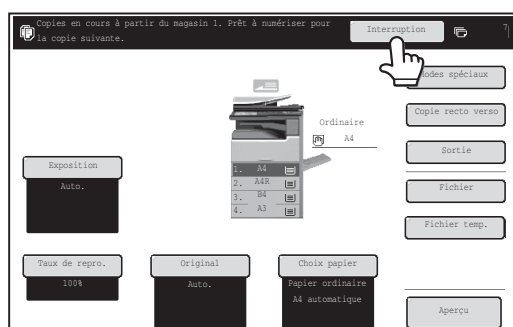 Copies en cours à partir du magasin 1. Prêt à numériser pour
la copie suivante.
Interruption
7
odes spéciaux
Copie recto verso
Ordinaire
A4
Sortie
Exposition
Auto.
1. A4
2. A4R
3. B4
4. A3
Fichier
Fichier temp.
Taux de repro.
100%
Original
Auto.
Choix papier
Papier ordinaire
A4 automatique
Aperçu